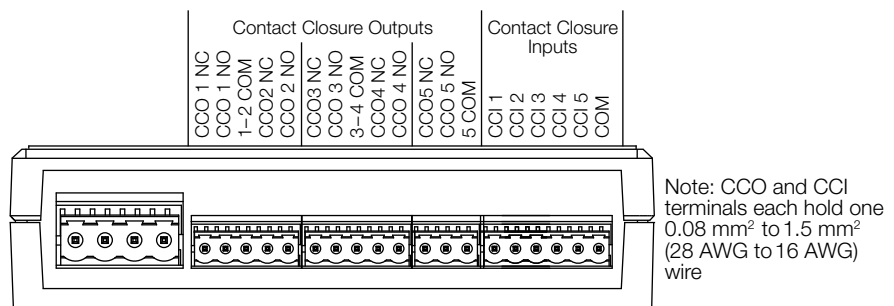 Contact Closure Outputs
Contact Closure
Inputs
CCO 1 NC
CCO 1 NO
1–2 COM
CCO2 NC
CCO 2 NO
CCO3 NC
CCO 3 NO
3–4 COM
CCO4 NC
CCO 4 NO
CCO5 NC
CCO 5 NO
5 COM
CCI 1
CCI 2
CCI 3
CCI 4
CCI 5
COM
Note: CCO and CCI
terminals each hold one
0.08 mm² to 1.5 mm²
(28 AWG to 16 AWG)
wire